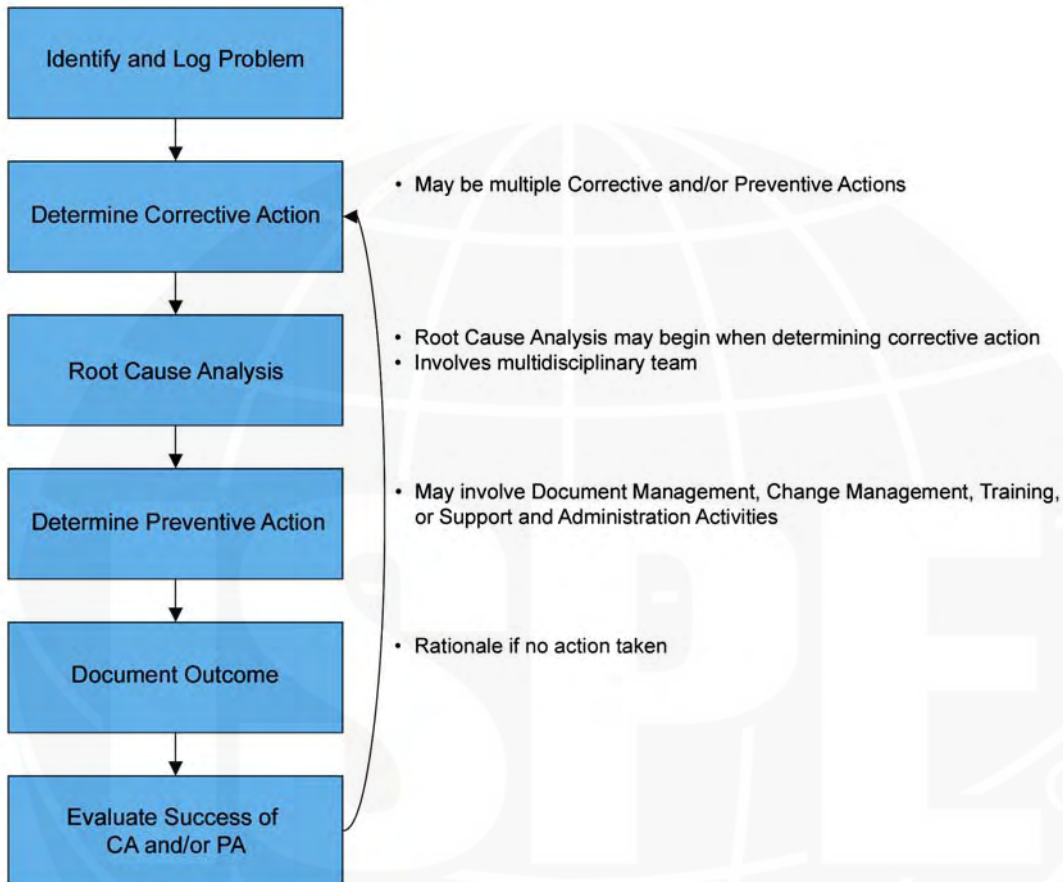 Identify and Log Problem
Determine Corrective Action
• May be multiple Corrective and/or Preventive Actions
Root Cause Analysis
• Root Cause Analysis may begin when determining corrective action
• Involves multidisciplinary team
Determine Preventive Action
• May involve Document Management, Change Management, Training,
or Support and Administration Activities
Document Outcome
• Rationale if no action taken
Evaluate Success of
CA and/or PA
ISPE